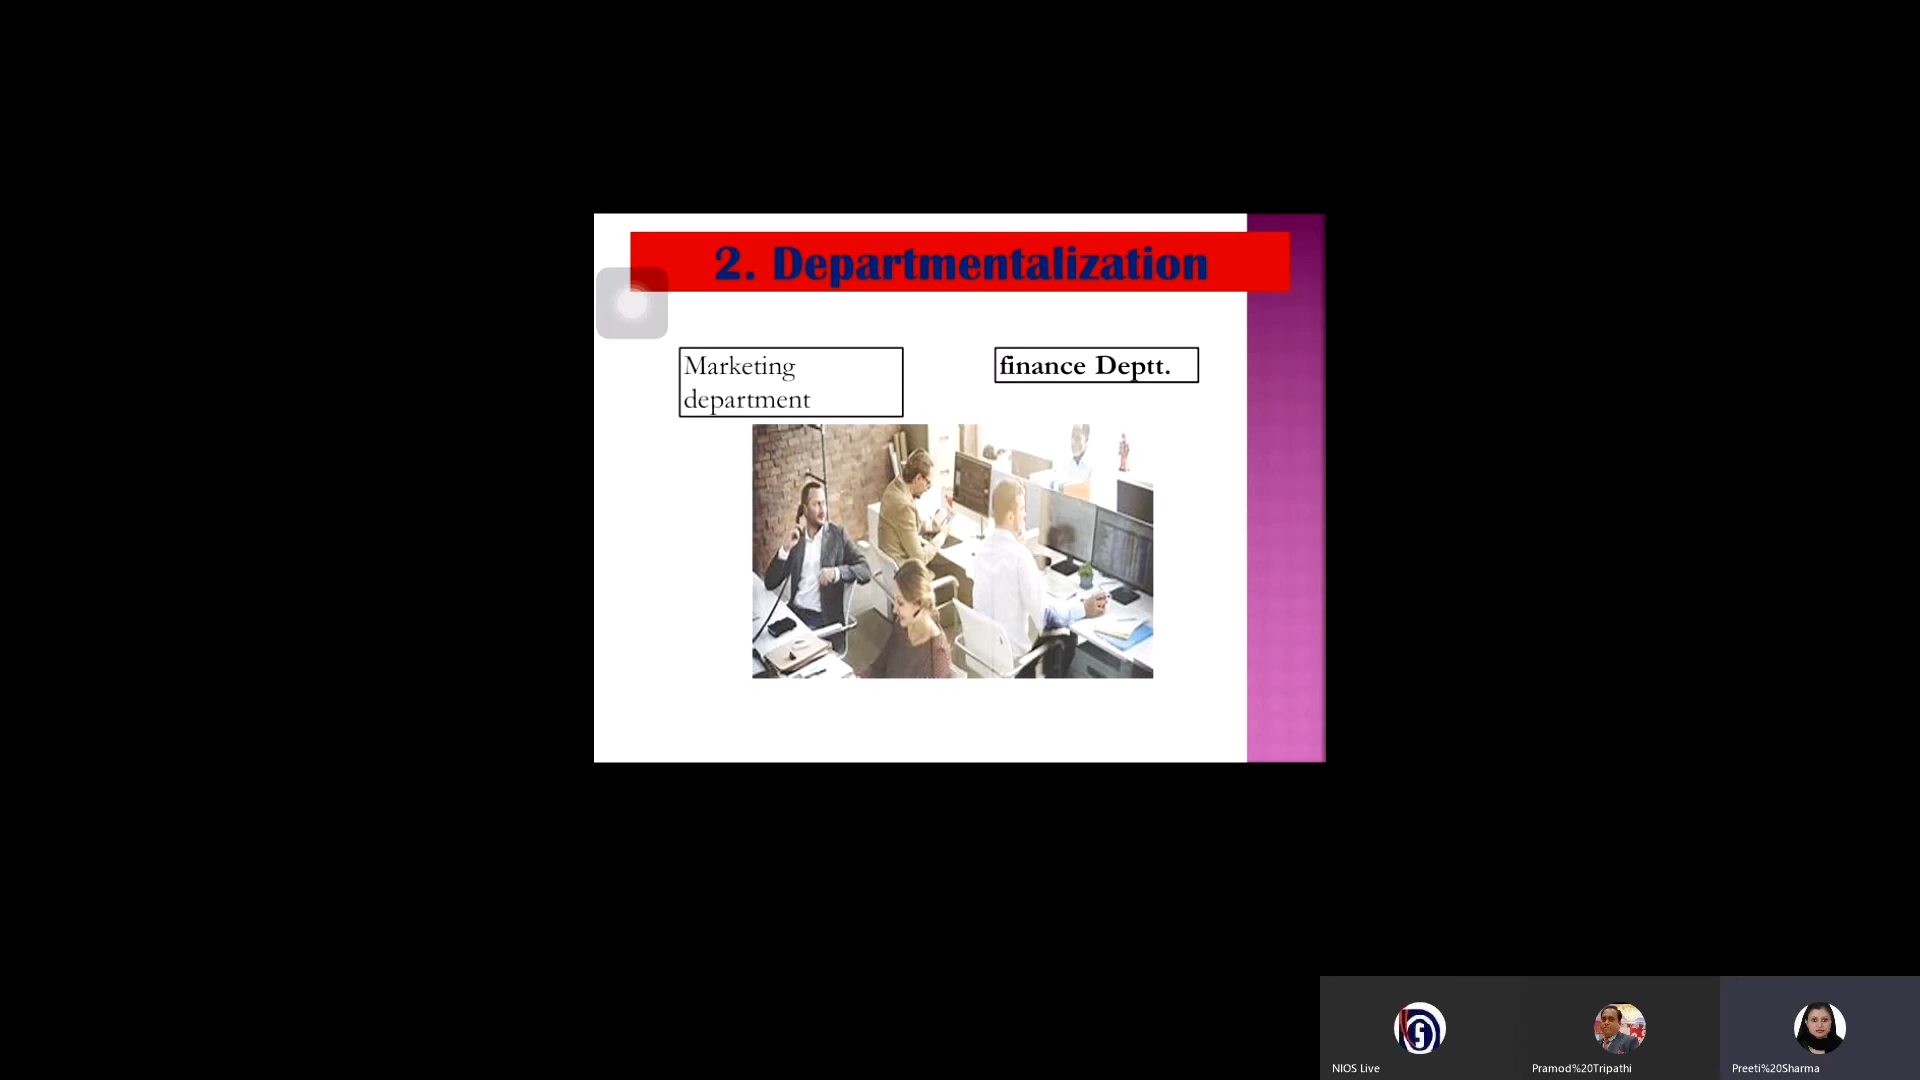 2. Departmentalization
Marketing
department
finance Deptt.
NIOS Live
Pramod%20Tripathi
Preeti%20Sharma